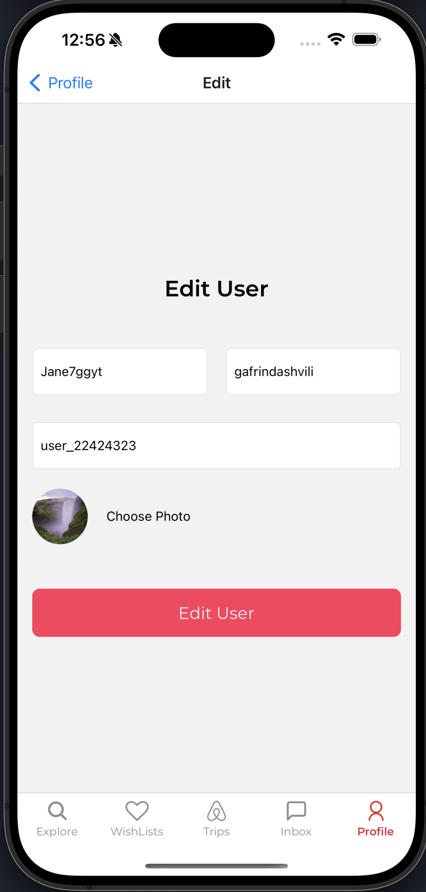 12:56
Profile
Edit
Edit User
Jane7ggyt
gafrindashvili
user_22424323
Choose Photo
Edit User
Explore
WishLists
Trips
Inbox
Profile